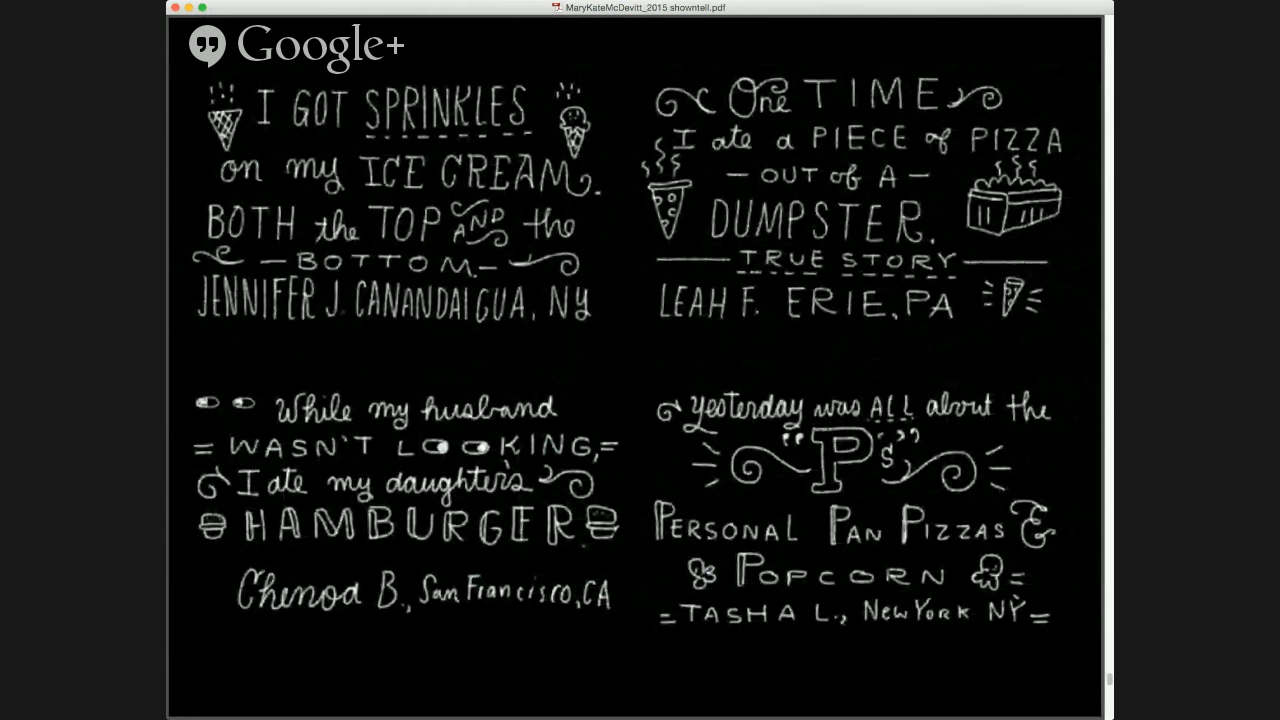 MaryKateMcDevitt_2015 showntell.pdf
Google+
I GOT SPRINKLES
on my ICE CREAM.
BOTH the TOP AND the
BOTTOM.
JENNIFER J. CANANDAIGUA, NY
One TIME
I ate a PIECE of PIZZA
OUT of A
DUMPSTER.
TRUE STORY
LEAH F. ERIE, PA
While my husband
WASN'T LOOKING,
I ate my daughter's
HAMBURGER
Chenoa B., San Francisco, CA
Yesterday was ALL about the
"P's"
PERSONAL PAN PIZZAS &
POPCORN
TASHA L., New York NY